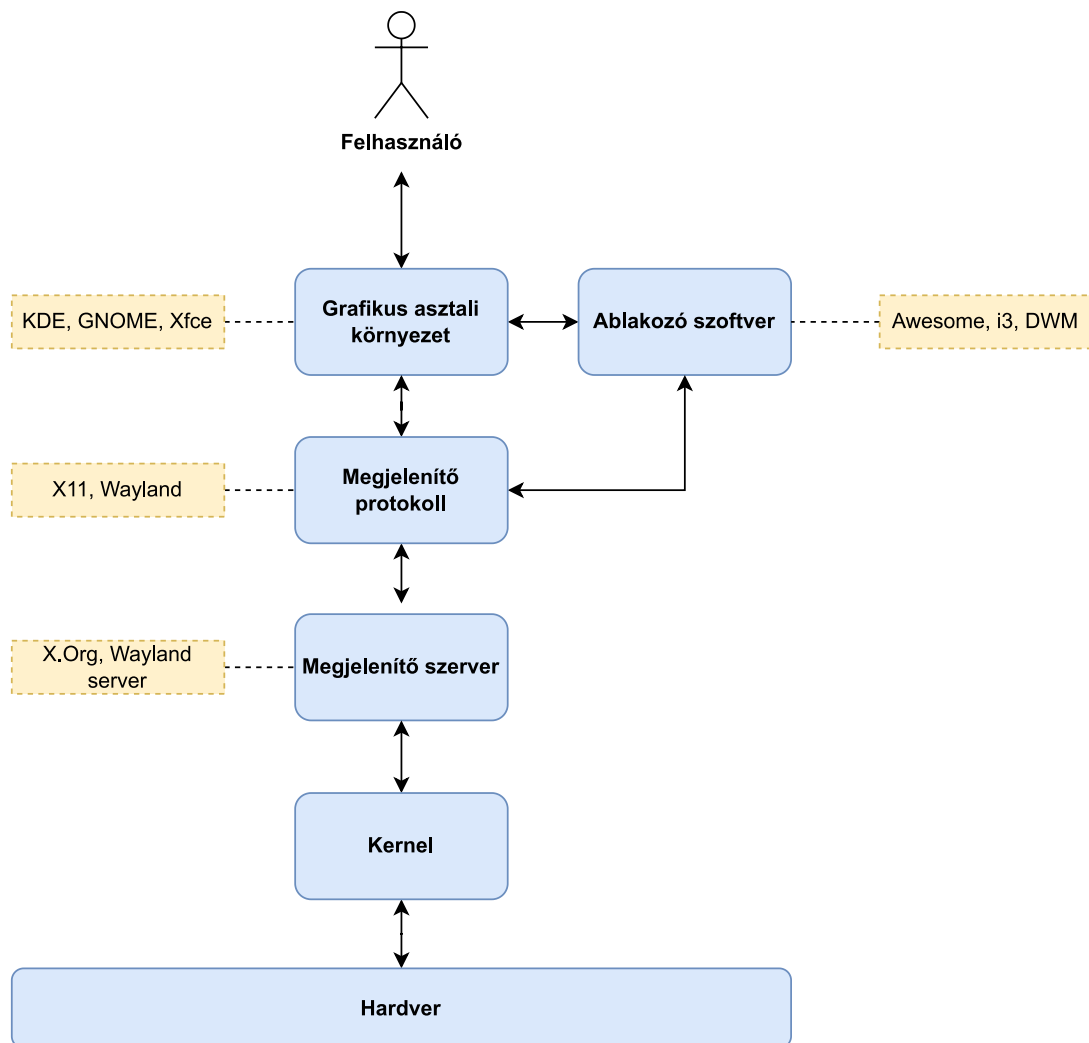 Felhasználó
KDE, GNOME, Xfce
Grafikus asztali
környezet
Ablakozó szoftver
Awesome, i3, DWM
X11, Wayland
Megjelenítő
protokoll
X.Org, Wayland
server
Megjelenítő szerver
Kernel
Hardver